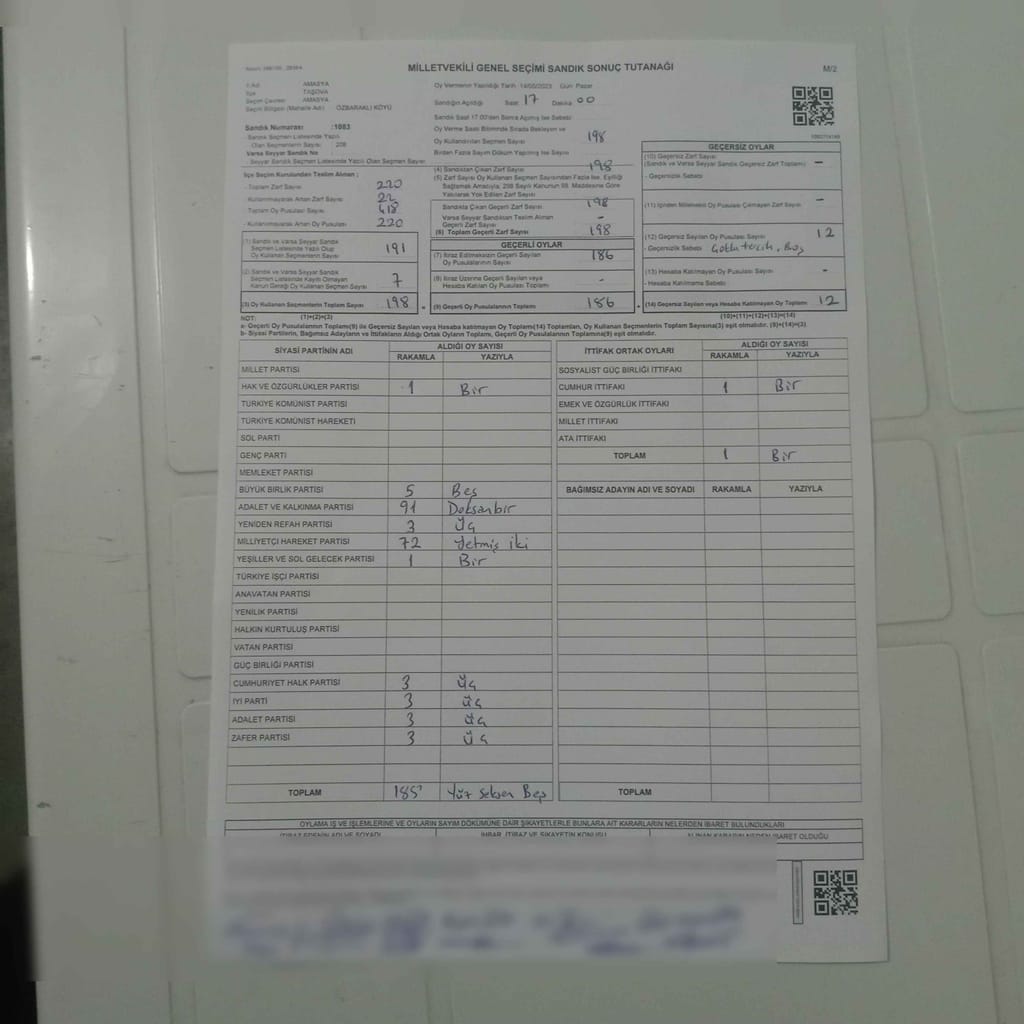 MİLLETVEKİLİ GENEL SEÇİMİ SANDIK SONUÇ TUTANAĞI
M/2
İl Adı : AMASYA
İlçe : TAŞOVA
Seçim Çevresi : AMASYA
Seçim Bölgesi (Mahalle Adı) : ÖZBARAKLI KÖYÜ
Sandık Numarası :1083
- Sandık Seçmen Listesinde Yazılı
Olan Seçmenlerin Sayısı : 208
Varsa Seyyar Sandık No :
- Seyyar Sandık Seçmen Listesinde Yazılı Olan Seçmen Sayısı:
İlçe Seçim Kurulundan Teslim Alınan ;
- Toplam Zarf Sayısı 220
- Kullanılmayarak Artan Zarf Sayısı 22
- Toplam Oy Pusulası Sayısı 418
- Kullanılmayarak Artan Oy Pusulası 220
(1) Sandık ve Varsa Seyyar Sandık
Seçmen Listesinde Yazılı Olup
Oy Kullanan Seçmenlerin Sayısı 191
(2) Sandık ve Varsa Seyyar Sandık
Seçmen Listesinde Kaydı Olmayan
Kanun Gereği Oy Kullanan Seçmen Sayısı 7
(3) Oy Kullanan Seçmenlerin Toplam Sayısı 198
Oy Vermenin Yapıldığı Tarih :14/05/2023 Gün: Pazar
Sandığın Açıldığı Saat 17 Dakika 00
Sandık Saat 17.00'den Sonra Açılmış İse Sebebi
Oy Verme Saati Bitiminde Sırada Bekleyen ve
Oy Kullandırılan Seçmen Sayısı 198
Birden Fazla Sayım Döküm Yapılmış İse Sayısı
(4) Sandıktan Çıkan Zarf Sayısı 198
(5) Zarf Sayısı Oy Kullanan Seçmen Sayısından Fazla İse, Eşitliği
Sağlamak Amacıyla, 298 Sayılı Kanunun 98. Maddesine Göre
Yakılarak Yok Edilen Zarf Sayısı
Sandıkta Çıkan Geçerli Zarf Sayısı 198
Varsa Seyyar Sandıktan Teslim Alınan
Geçerli Zarf Sayısı -
(6) Toplam Geçerli Zarf Sayısı 198
GEÇERLİ OYLAR
(7) İtiraz Edilmeksizin Geçerli Sayılan
Oy Pusulalarının Sayısı 186
(8) İtiraz Üzerine Geçerli Sayılan veya
Hesaba Katılan Oy Pusulası Toplamı -
(9) Geçerli Oy Pusulalarının Toplamı 186
GEÇERSİZ OYLAR
(10) Geçersiz Zarf Sayısı
(Sandık ve Varsa Seyyar Sandık Geçersiz Zarf Toplamı) -
- Geçersizlik Sebebi
(11) İçinden Milletvekili Oy Pusulası Çıkmayan Zarf Sayısı -
(12) Geçersiz Sayılan Oy Pusulası Sayısı 12
- Geçersizlik Sebebi Çoklu tercih, Boş
(13) Hesaba Katılmayan Oy Pusulası Sayısı -
- Hesaba Katılmama Sebebi
(14) Geçersiz Sayılan veya Hesaba Katılmayan Oy Toplamı 12
NOT: (1)+(2)=(3) (10)+(11)+(12)+(13)=(14)
a- Geçerli Oy Pusulalarının Toplamı(9) ile Geçersiz Sayılan veya Hesaba katılmayan Oy Toplamı(14) Toplamları, Oy Kullanan Seçmenlerin Toplam Sayısına(3) eşit olmalıdır. (9)+(14)=(3)
b- Siyasi Partilerin, Bağımsız Adayların ve İttifakların Aldığı Ortak Oyların Toplamı, Geçerli Oy Pusulalarının Toplamına(9) eşit olmalıdır.
SİYASİ PARTİNİN ADI ALDIĞI OY SAYISI
RAKAMLA YAZIYLA
MİLLET PARTİSİ
HAK VE ÖZGÜRLÜKLER PARTİSİ 1 Bir
TÜRKİYE KOMÜNİST PARTİSİ
TÜRKİYE KOMÜNİST HAREKETİ
SOL PARTİ
GENÇ PARTİ
MEMLEKET PARTİSİ
BÜYÜK BİRLİK PARTİSİ 5 Beş
ADALET VE KALKINMA PARTİSİ 91 Doksanbir
YENİDEN REFAH PARTİSİ 3 Üç
MİLLİYETÇİ HAREKET PARTİSİ 72 Yetmiş iki
YEŞİLLER VE SOL GELECEK PARTİSİ 1 Bir
TÜRKİYE İŞÇİ PARTİSİ
ANAVATAN PARTİSİ
YENİLİK PARTİSİ
HALKIN KURTULUŞ PARTİSİ
VATAN PARTİSİ
GÜÇ BİRLİĞİ PARTİSİ
CUMHURİYET HALK PARTİSİ 3 üç
İYİ PARTİ 3 üç
ADALET PARTİSİ 3 üç
ZAFER PARTİSİ 3 üç
TOPLAM 185 Yüz Seksen Beş
İTTİFAK ORTAK OYLARI ALDIĞI OY SAYISI
RAKAMLA YAZIYLA
SOSYALİST GÜÇ BİRLİĞİ İTTİFAKI
CUMHUR İTTİFAKI 1 Bir
EMEK VE ÖZGÜRLÜK İTTİFAKI
MİLLET İTTİFAKI
ATA İTTİFAKI
TOPLAM 1 Bir
BAĞIMSIZ ADAYIN ADI VE SOYADI RAKAMLA YAZIYLA
TOPLAM
OYLAMA İŞ VE İŞLEMLERİNE VE OYLARIN SAYIM DÖKÜMÜNE DAİR ŞİKAYETLERLE BUNLARA AİT KARARLARIN NELERDEN İBARET BULUNDUKLARI
İTİRAZ EDENİN ADI VE SOYADI İHBAR, İTİRAZ VE ŞİKAYETİN KONUSU ALINAN KARARIN NEDEN İBARET OLDUĞU